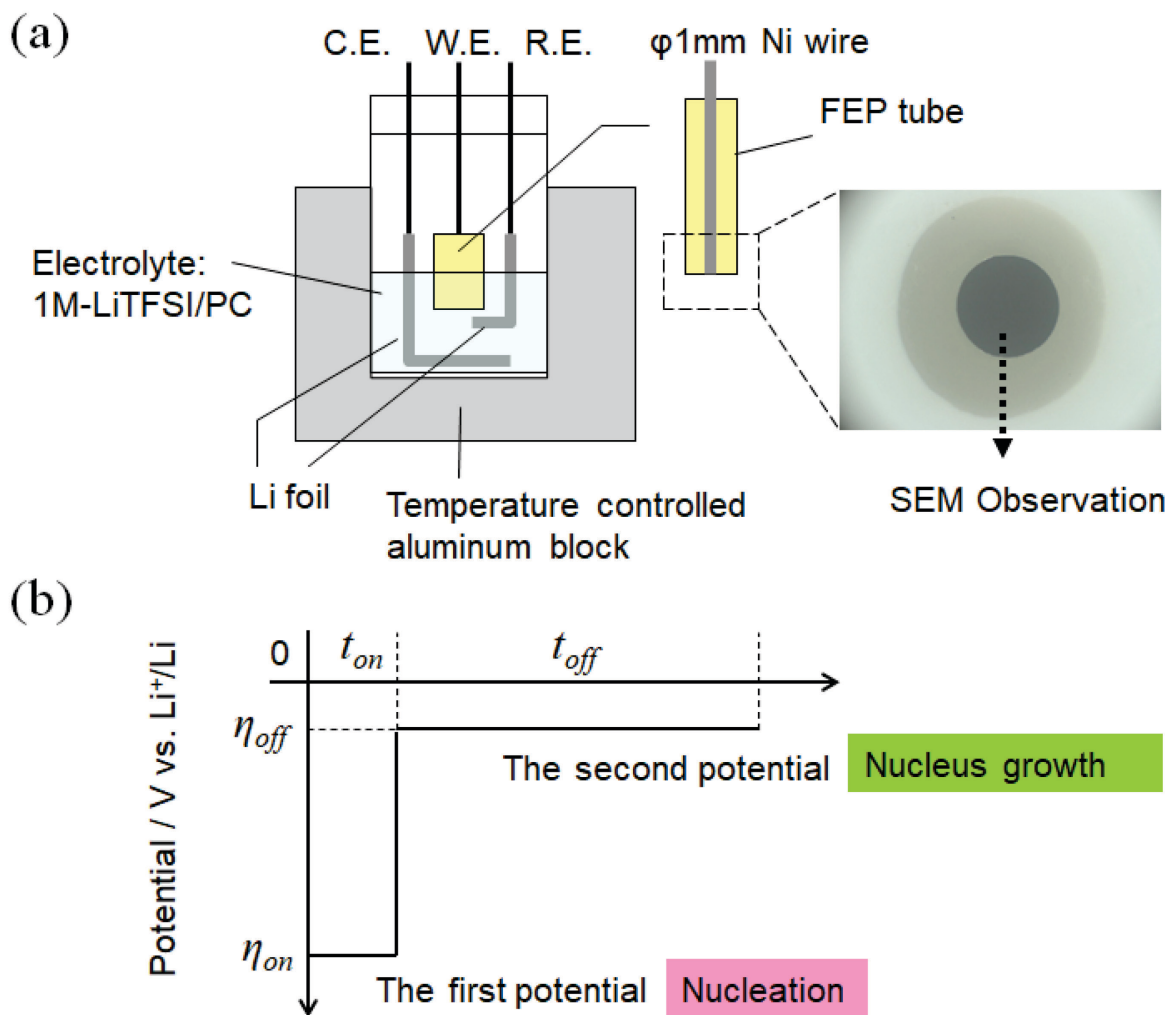 (a)
C.E. W.E. R.E.
φ1mm Ni wire
FEP tube
Electrolyte:
1M-LiTFSI/PC
Li foil
Temperature controlled
aluminum block
SEM Observation
(b)
Potential / V vs. Li⁺/Li
0
t_on
t_off
η_off
The second potential
Nucleus growth
η_on
The first potential
Nucleation